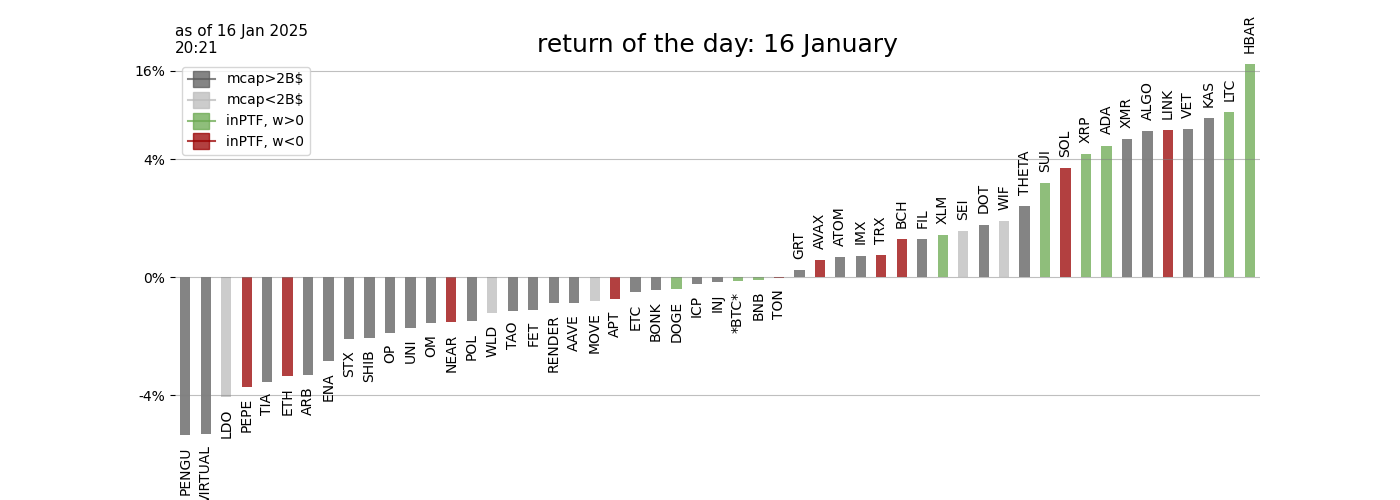 as of 16 Jan 2025
20:21
return of the day: 16 January
mcap>2B$
mcap<2B$
inPTF, w>0
inPTF, w<0
16%
4%
0%
-4%
PENGU
VIRTUAL
LDO
PEPE
TIA
ETH
ARB
ENA
STX
SHIB
OP
UNI
OM
NEAR
POL
WLD
TAO
FET
RENDER
AAVE
MOVE
APT
ETC
BONK
DOGE
ICP
INJ
*BTC*
BNB
TON
GRT
AVAX
ATOM
IMX
TRX
BCH
FIL
XLM
SEI
DOT
WIF
THETA
SUI
SOL
XRP
ADA
XMR
ALGO
LINK
VET
KAS
LTC
HBAR